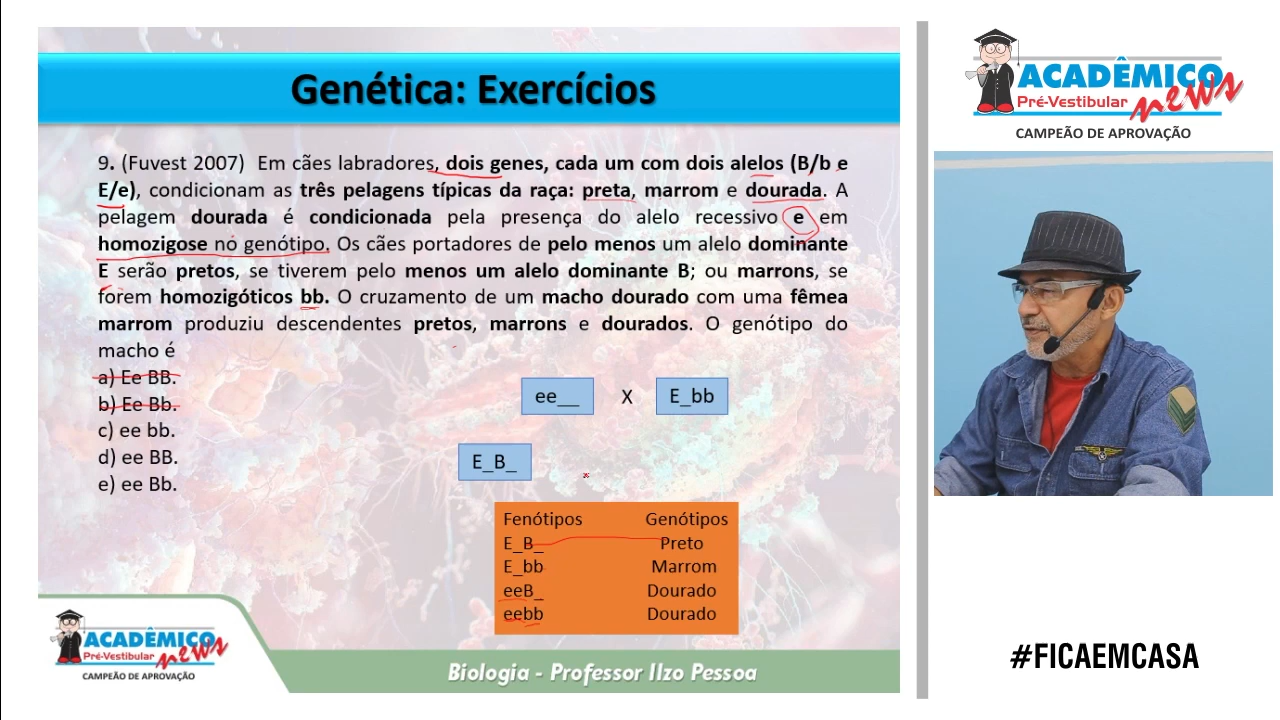 Genética: Exercícios
9. (Fuvest 2007) Em cães labradores, dois genes, cada um com dois alelos (B/b e
E/e), condicionam as três pelagens típicas da raça: preta, marrom e dourada. A
pelagem dourada é condicionada pela presença do alelo recessivo e em
homozigose no genótipo. Os cães portadores de pelo menos um alelo dominante
E serão pretos, se tiverem pelo menos um alelo dominante B; ou marrons, se
forem homozigóticos bb. O cruzamento de um macho dourado com uma fêmea
marrom produziu descendentes pretos, marrons e dourados. O genótipo do
macho é
a) Ee BB.
b) Ee Bb.
c) ee bb.
d) ee BB.
e) ee Bb.
ee__ X E_bb
E_B_
Fenótipos Genótipos
E_B_ Preto
E_bb Marrom
eeB_ Dourado
eebb Dourado
ACADÊMICO
Pré-Vestibular news
CAMPEÃO DE APROVAÇÃO
Biologia - Professor Ilzo Pessoa
ACADÊMICO
Pré-Vestibular news
CAMPEÃO DE APROVAÇÃO
#FICAEMCASA